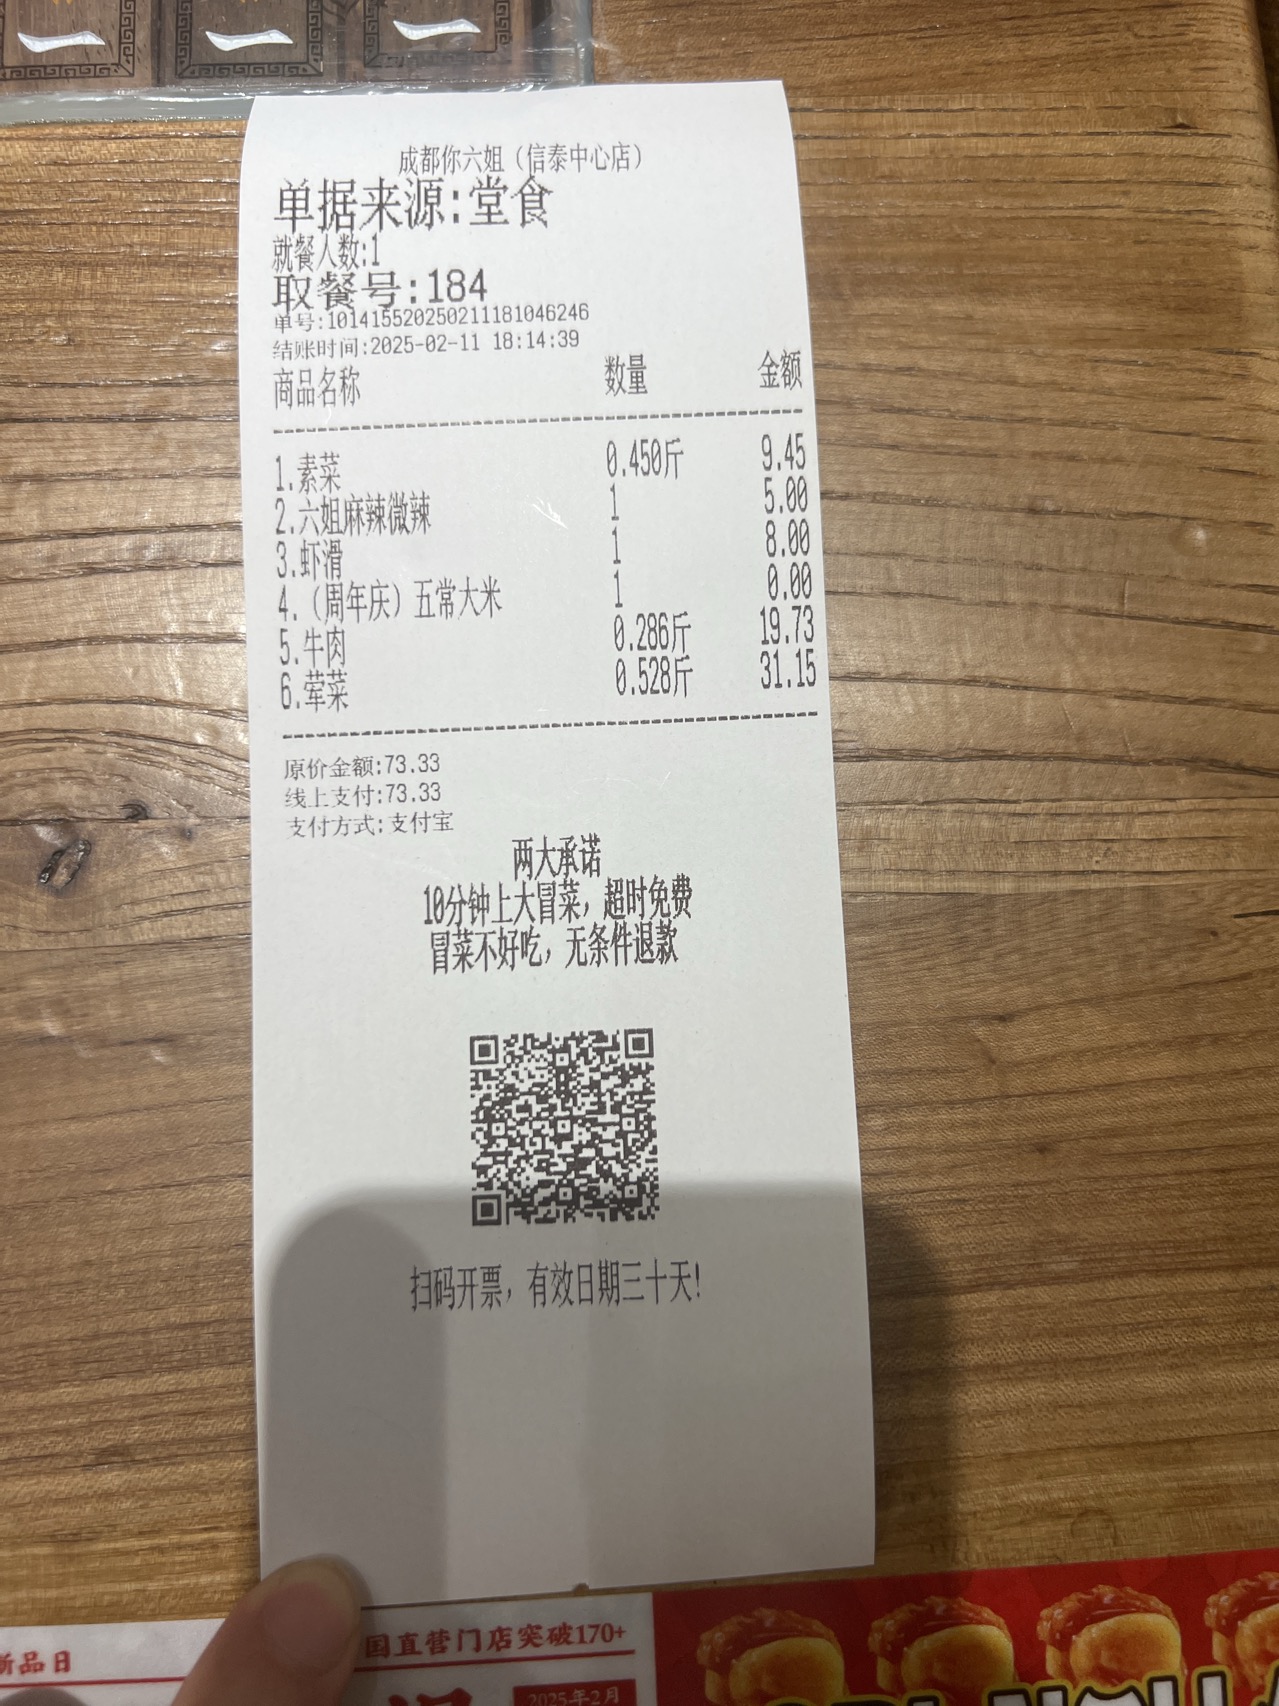 一 一 一
成都你六姐（信泰中心店）
单据来源:堂食
就餐人数:1
取餐号:184
单号:101415520250211181046246
结账时间:2025-02-11 18:14:39
商品名称 数量 金额
1.素菜 0.450斤 9.45
2.六姐麻辣微辣 1 5.00
3.虾滑 1 8.00
4.（周年庆）五常大米 1 0.00
5.牛肉 0.286斤 19.73
6.荤菜 0.528斤 31.15
原价金额:73.33
线上支付:73.33
支付方式:支付宝
两大承诺
10分钟上大冒菜，超时免费
冒菜不好吃，无条件退款
扫码开票，有效日期三十天!
国直营门店突破170+
新品日
2025年2月